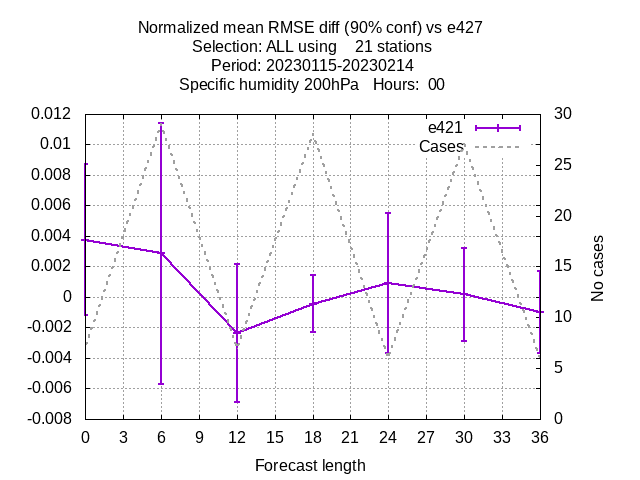 Normalized mean RMSE diff (90% conf) vs e427
Selection: ALL using    21 stations
Period: 20230115-20230214
Specific humidity 200hPa   Hours:  00
e421
Cases
0.012
0.01
0.008
0.006
0.004
0.002
0
-0.002
-0.004
-0.006
-0.008
30
25
20
15
10
5
0
No cases
0 3 6 9 12 15 18 21 24 27 30 33 36
Forecast length